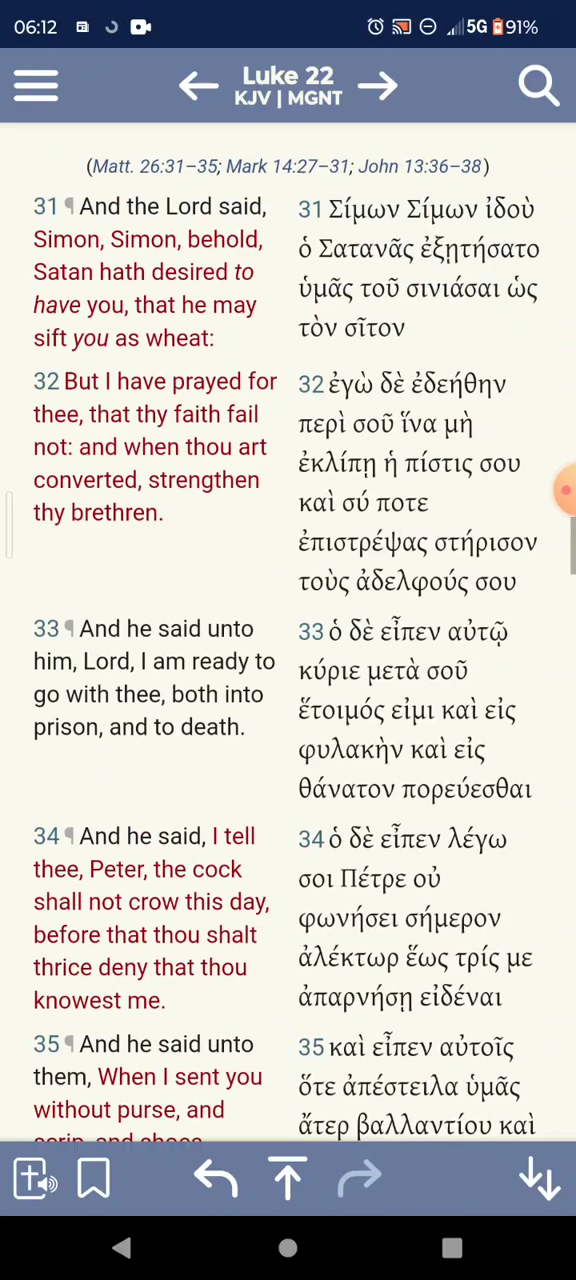 06:12
5G 91%
Luke 22
KJV | MGNT
(Matt. 26:31–35; Mark 14:27–31; John 13:36–38)
31 ¶ And the Lord said,
Simon, Simon, behold,
Satan hath desired to
have you, that he may
sift you as wheat:
31 Σίμων Σίμων ἰδοὺ
ὁ Σατανᾶς ἐξῃτήσατο
ὑμᾶς τοῦ σινιάσαι ὡς
τὸν σῖτον
32 But I have prayed for
thee, that thy faith fail
not: and when thou art
converted, strengthen
thy brethren.
32 ἐγὼ δὲ ἐδεήθην
περὶ σοῦ ἵνα μὴ
ἐκλίπῃ ἡ πίστις σου
καὶ σύ ποτε
ἐπιστρέψας στήρισον
τοὺς ἀδελφούς σου
33 ¶ And he said unto
him, Lord, I am ready to
go with thee, both into
prison, and to death.
33 ὁ δὲ εἶπεν αὐτῷ
κύριε μετὰ σοῦ
ἕτοιμός εἰμι καὶ εἰς
φυλακὴν καὶ εἰς
θάνατον πορεύεσθαι
34 ¶ And he said, I tell
thee, Peter, the cock
shall not crow this day,
before that thou shalt
thrice deny that thou
knowest me.
34 ὁ δὲ εἶπεν λέγω
σοι Πέτρε οὐ
φωνήσει σήμερον
ἀλέκτωρ ἕως τρίς με
ἀπαρνήσῃ εἰδέναι
35 ¶ And he said unto
them, When I sent you
without purse, and
scrip, and shoes
35 καὶ εἶπεν αὐτοῖς
ὅτε ἀπέστειλα ὑμᾶς
ἄτερ βαλλαντίου καὶ